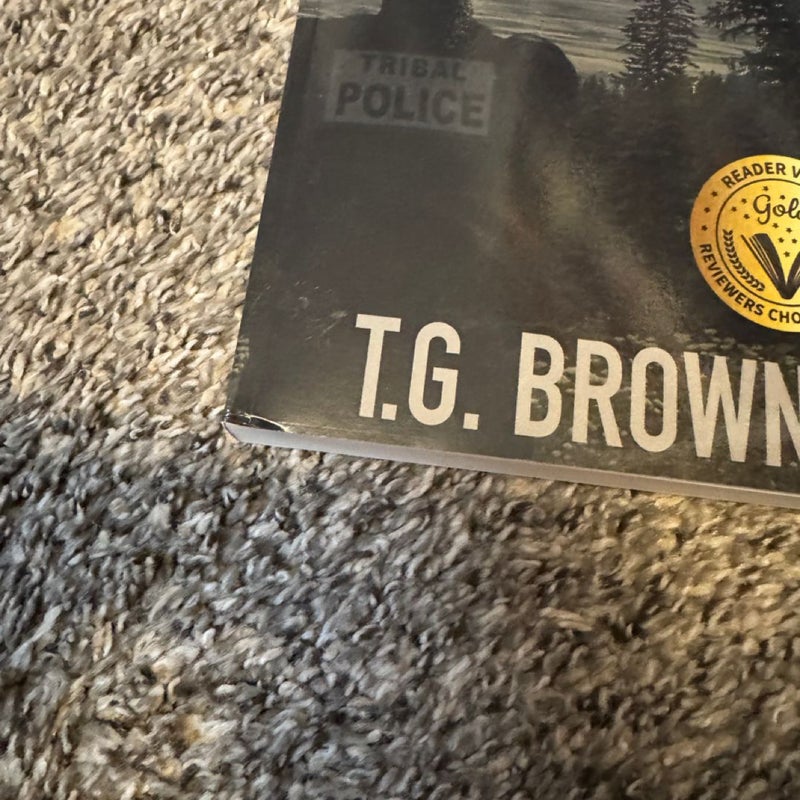 TRIBAL
POLICE
READER V
Gol
REVIEWERS CHO
T.G. BROWN